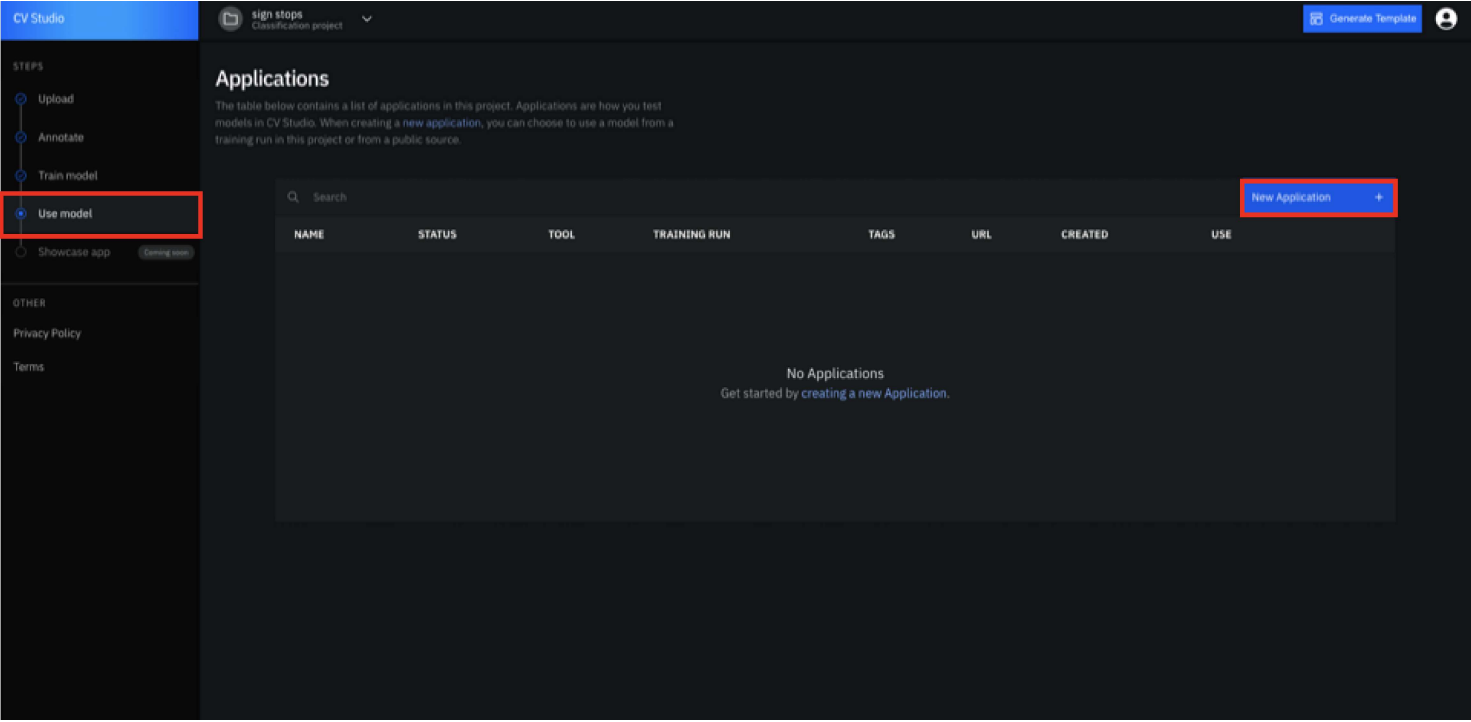 CV Studio
sign stops
Classification project
Generate Template
STEPS
Upload
Annotate
Train model
Use model
Showcase app
Coming soon
OTHER
Privacy Policy
Terms
Applications
The table below contains a list of applications in this project. Applications are how you test
models in CV Studio. When creating a new application, you can choose to use a model from a
training run in this project or from a public source.
Search
New Application +
NAME STATUS TOOL TRAINING RUN TAGS URL CREATED USE
No Applications
Get started by creating a new Application.